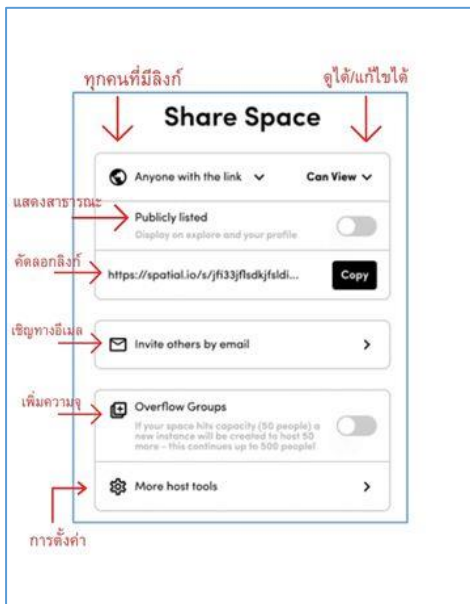 ทุกคนที่มีลิงก์
ดูได้/แก้ไขได้
Share Space
Anyone with the link
Can View
แสดงสาธารณะ
Publicly listed
Display on explore and your profile
คัดลอกลิงก์
https://spatial.io/s/jfi33jflsdkjfsldi...
Copy
เชิญทางอีเมล
Invite others by email
เพิ่มความจุ
Overflow Groups
If your space hits capacity (50 people) a
new instance will be created to host 50
more - this continues up to 500 people!
More host tools
การตั้งค่า